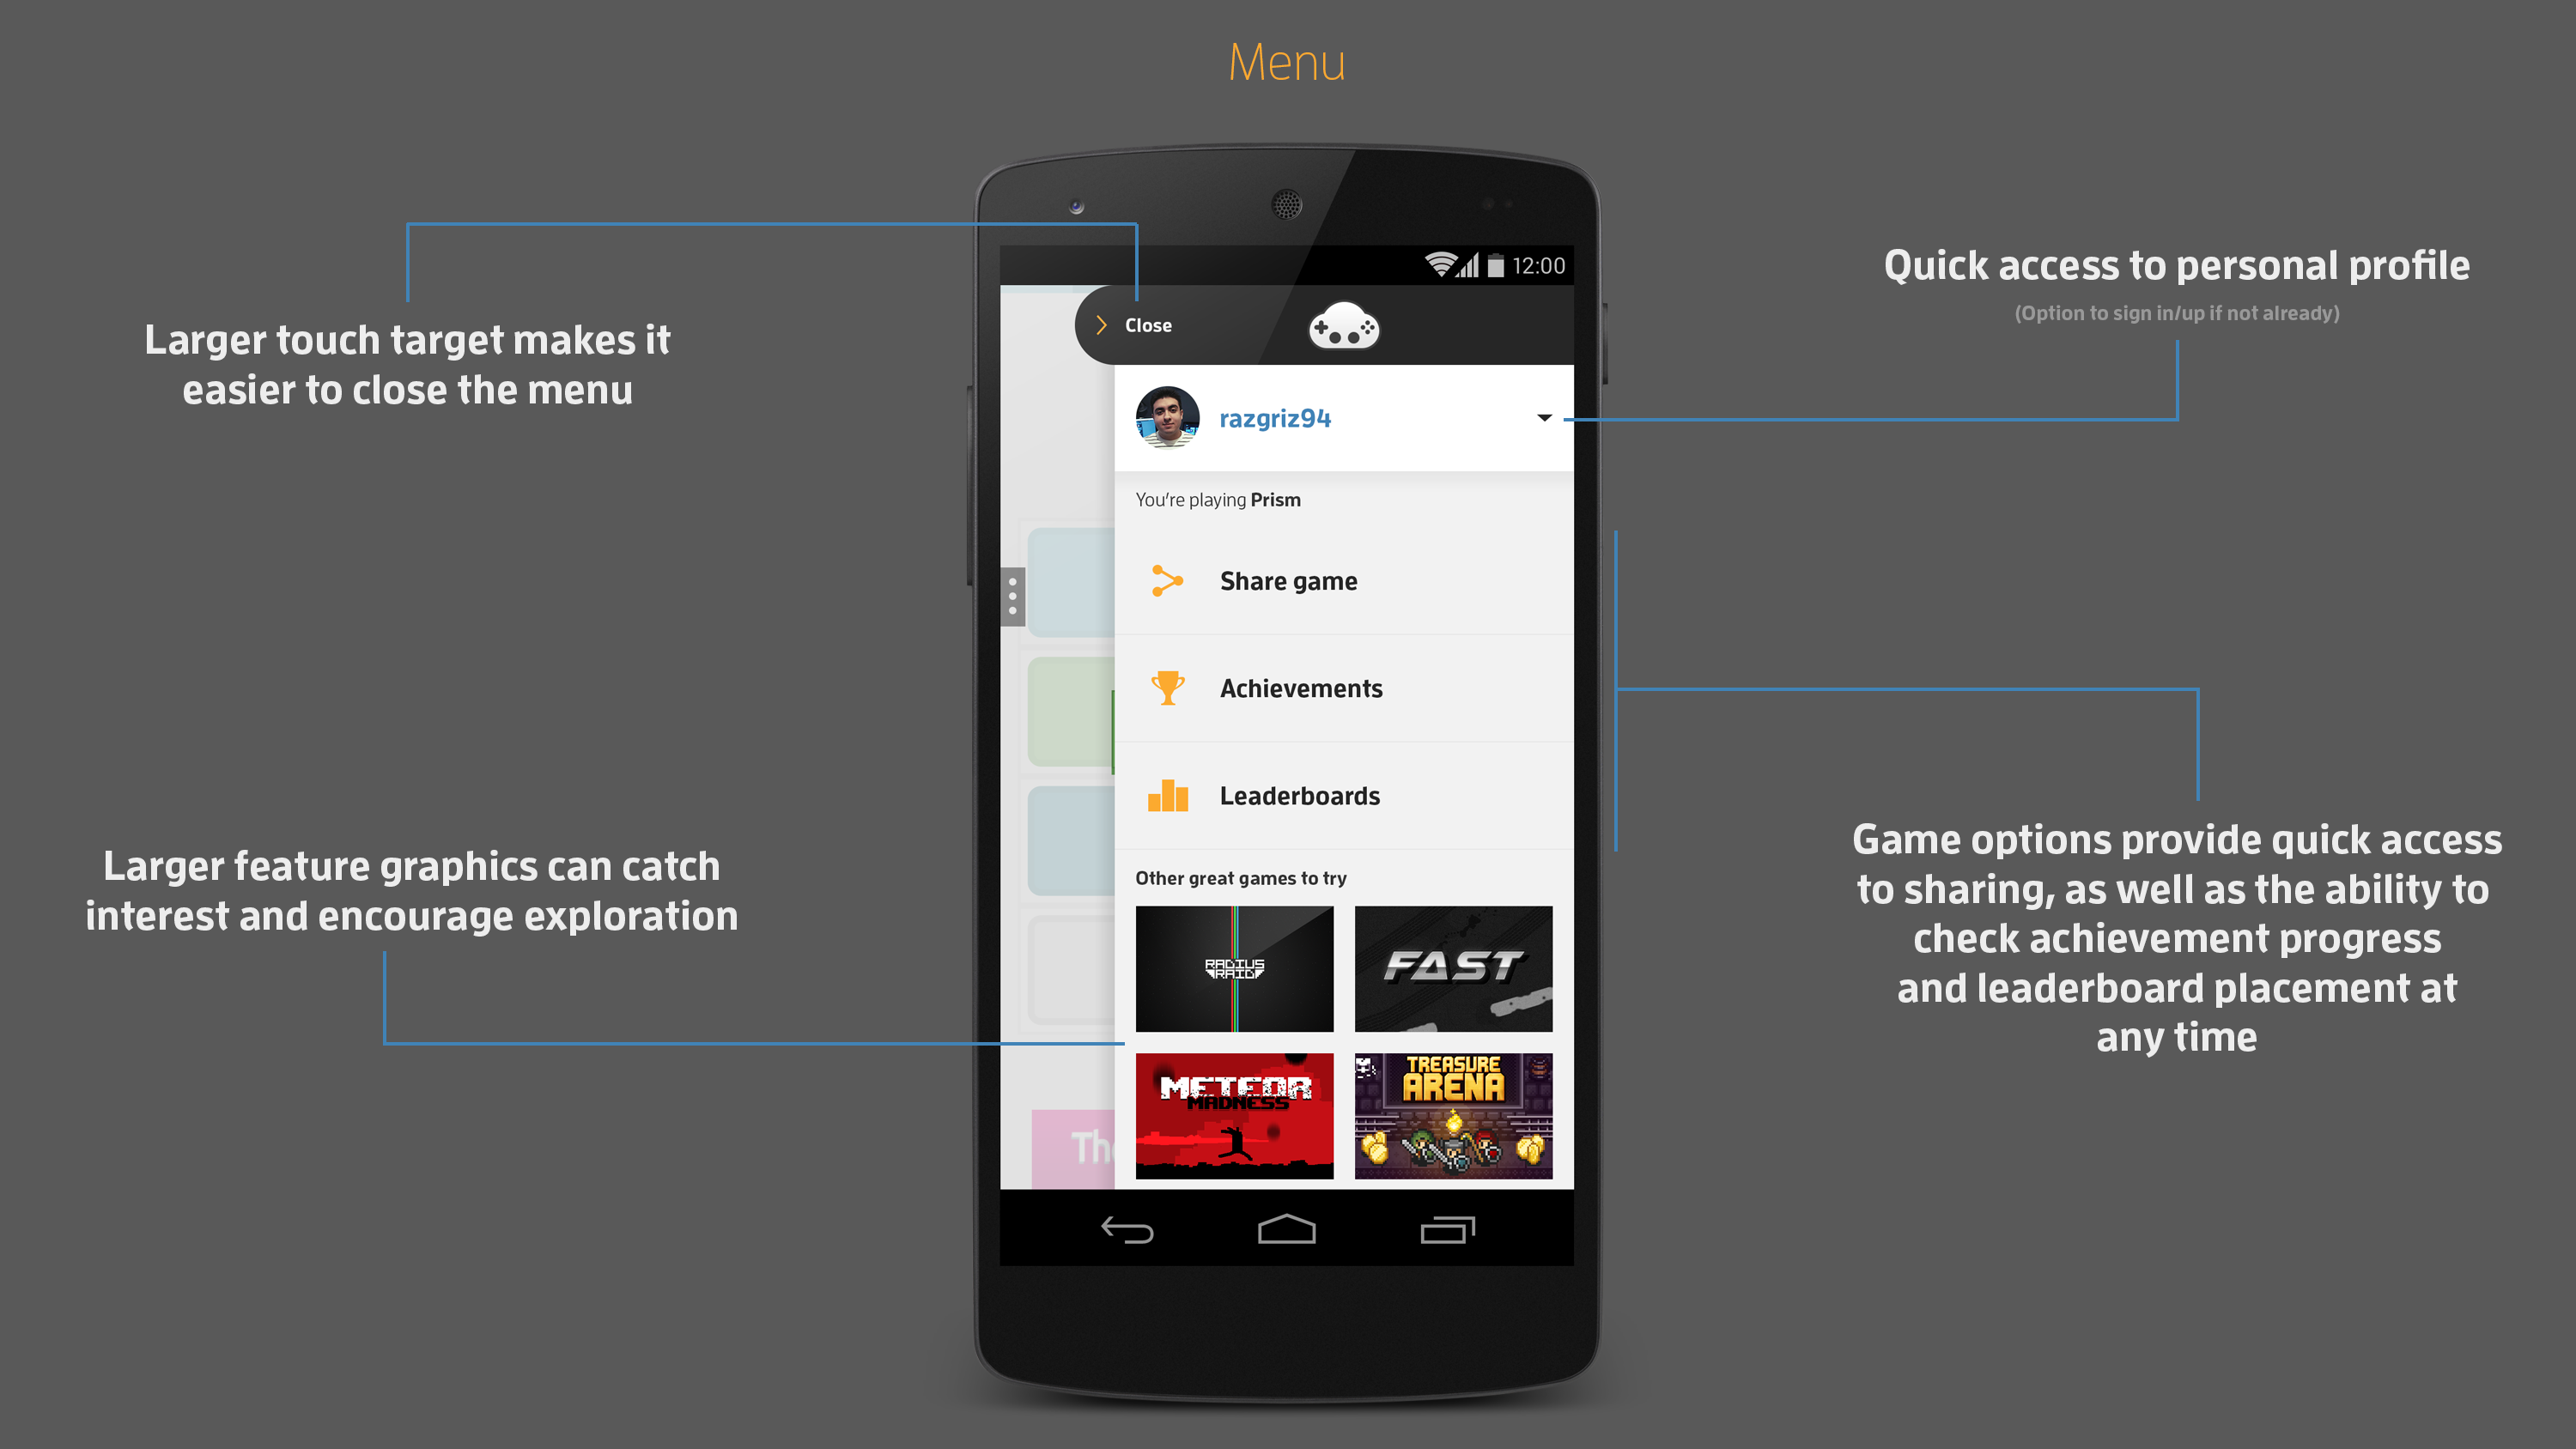 Menu
12:00
Close
Larger touch target makes it
easier to close the menu
Quick access to personal profile
(Option to sign in/up if not already)
razgriz94
You're playing Prism
Share game
Achievements
Leaderboards
Larger feature graphics can catch
interest and encourage exploration
Game options provide quick access
to sharing, as well as the ability to
check achievement progress
and leaderboard placement at
any time
Other great games to try
RADIUS
RAID
FAST
METEOR
MADNESS
TREASURE
ARENA
Th